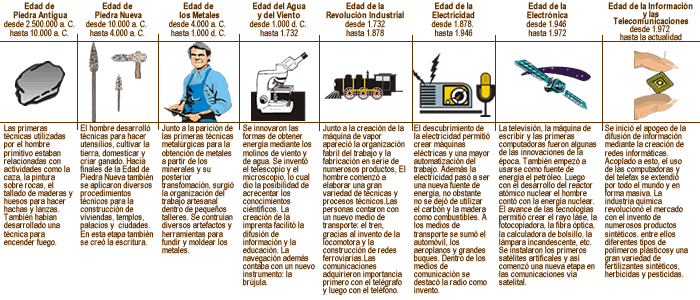 Edad de
Piedra Antigua
desde 2.500.000 a. C.
hasta 10.000 a. C.
Edad de
Piedra Nueva
desde 10.000 a. C.
hasta 4.000 a. C.
Edad de
los Metales
desde 4.000 a. C.
hasta 1.000 d. C.
Edad del Agua
y del Viento
desde 1.000 d. C.
hasta 1.732
Edad de la
Revolución Industrial
desde 1.732
hasta 1.878
Edad de la
Electricidad
desde 1.878.
hasta 1.946
Edad de la
Electrónica
desde 1.946
hasta 1.972
Edad de la Información
y las
Telecomunicaciones
desde 1.972
hasta la actualidad
Las primeras
técnicas utilizadas
por el hombre
primitivo estaban
relacionadas con
actividades como la
caza, la pintura
sobre rocas, el
tallado de maderas y
huesos para hacer
hachas y lanzas.
También habían
desarrollado una
técnica para
encender fuego.
El hombre desarrolló
técnicas para hacer
utensilios, cultivar la
tierra, domesticar y
criar ganado. Hacia
finales de la Edad de
Piedra Nueva también
se aplicaron diversos
procedimientos
técnicos para la
construcción de
viviendas, templos,
palacios y ciudades.
En esta etapa también
se creó la escritura.
Junto a la parición de
las primeras técnicas
metalúrgicas para la
obtención de metales
a partir de los
minerales y su
posterior
transfomación, surgió
la organización del
trabajo artesanal
dentro de pequeños
talleres. Se contruían
diversos artefactos y
herramientas para
fundir y moldear los
metales.
Se innovaron las
formas de obtener
energía mediante los
molinos de viento y
de agua. Se inventó
el telescopio y el
microscopio, lo cual
dio la posibilidad de
acrecentar los
conocimientos
científicos. La
creación de la
imprenta facilitó la
difusión de
información y la
educación. La
navegación además
contaba con un nuevo
instrumento: la
brújula.
Junto a la creación de la
máquina de vapor
apareció la organización
fabril del trabajo y la
fabricación en serie de
numerosos productos, El
hombre comenzó a
elaborar una gran
variedad de técnicas y
procesos técnicos.Las
personas contaron con
un nuevo medio de
transporte: el tren,
gracias al invento de la
locomotora y la
construcción de redes
ferroviarias.Las
comunicaciones
adquirieron importancia
primero con el telégrafo
y luego con el teléfono.
El descubrimiento de
la electricidad permitió
crear máquinas
eléctricas y una mayor
automatización del
trabajo. Además la
electricidad pasó a ser
una nueva fuente de
energía, no obstante
no se dejó de utilizar
el carbón y la madera
como combustibles. A
los medios de
transporte se sumó el
automóvil, los
aeroplanos y grandes
buques. Dentro de los
medios de
comunicación se
destacó la radio como
invento.
La televisión, la máquina de
escribir y las primeras
computadoras fueron algunas
de las innovaciones de la
época. También empezó a
usarse como fuente de
energía el petróleo. Luego
con el desarrollo del reactor
atómico nuclear el hombre
contó con la energía nuclear.
El avance de las tecnologías
permitió crear el rayo láse, la
fotocopiadora, la fibra óptica,
la calculadora de bolsillo, la
lámpara incandescente, etc.
Se instalaron los primeros
satélites artificales y así
comenzó una nueva etapa en
las comunicaciones vía
satelital.
Se inició el apogeo de la
difusión de información
mediante la creación de
redes informáticas.
Acoplado a esto, el uso
de las computadoras y
del telefax se extendió
por todo el mundo y en
forma masiva. La
industria química
revolucionó el mercado
con el invento de
numerosos productos
sintéticos, entre ellos
diferentes tipos de
polímeros plásticosy una
gran variedad de
fertilizantes sintéticos,
herbicidas y pesticidas.